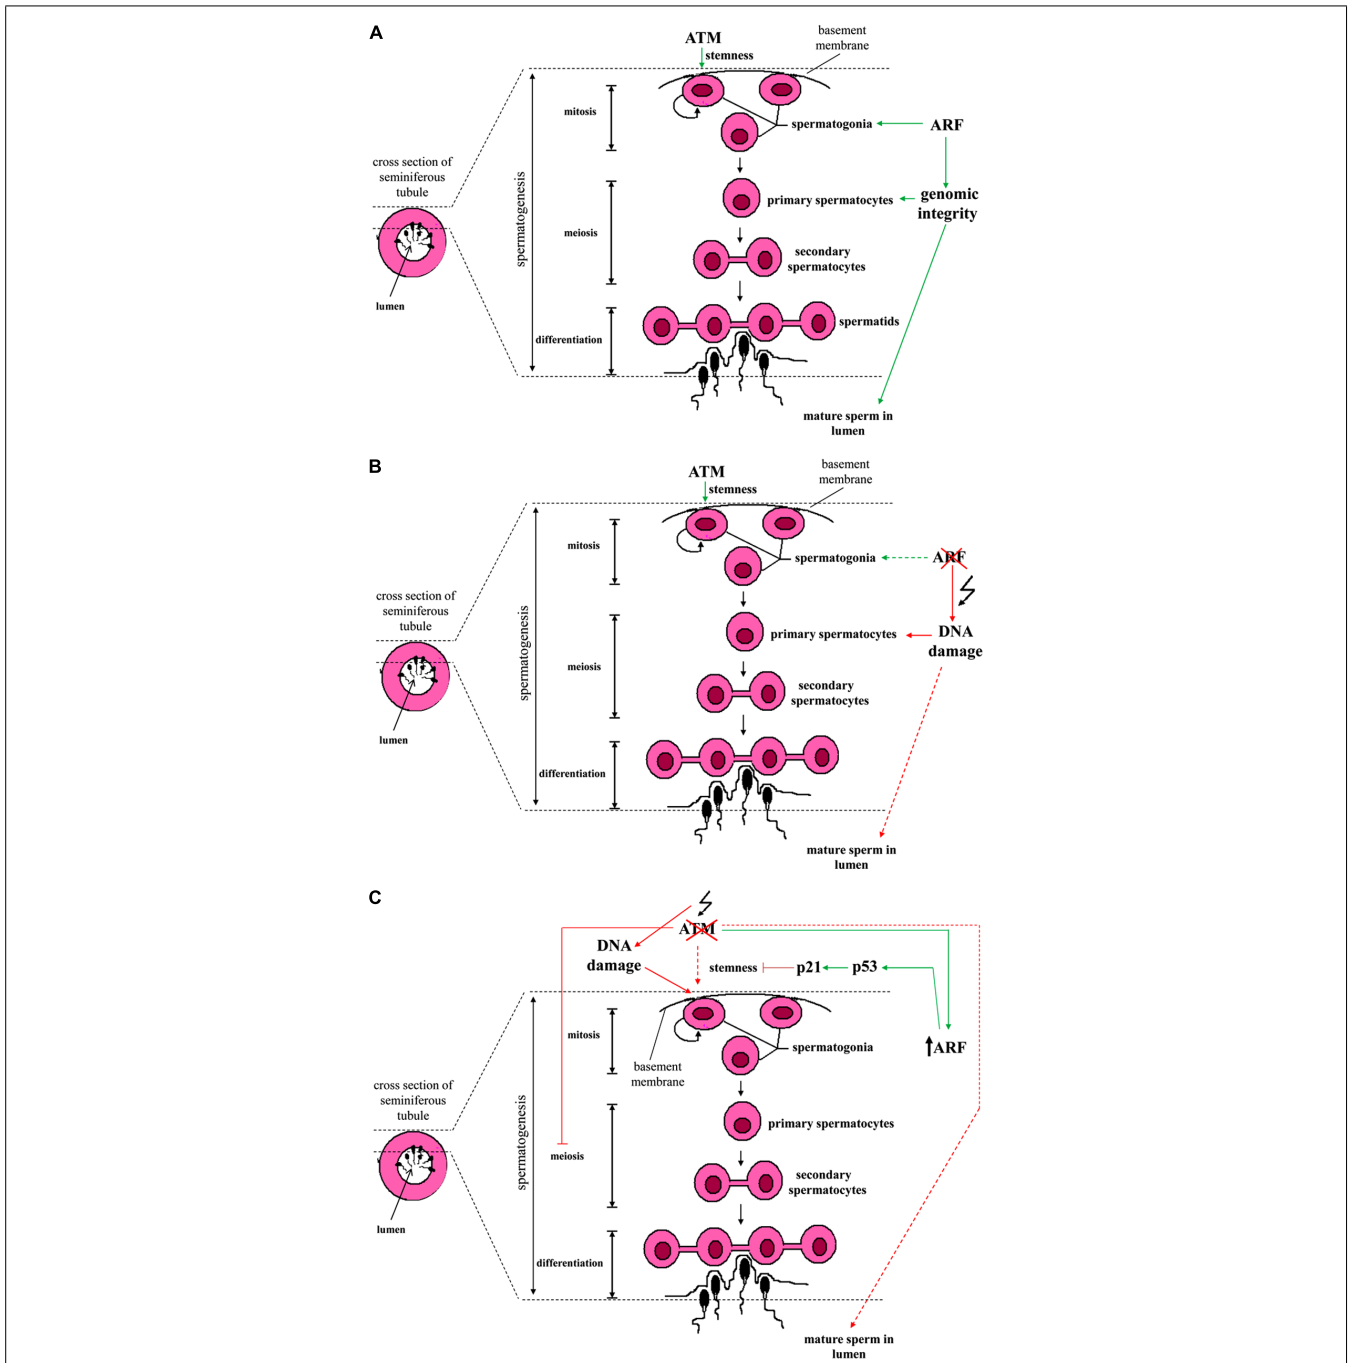 A
ATM
stemness
basement
membrane
mitosis
spermatogonia
ARF
cross section of
seminiferous
tubule
spermatogenesis
primary spermatocytes
genomic
integrity
meiosis
secondary
spermatocytes
lumen
spermatids
differentiation
mature sperm in
lumen
B
ATM
stemness
basement
membrane
mitosis
spermatogonia
ARF
cross section of
seminiferous
tubule
spermatogenesis
primary spermatocytes
DNA
damage
meiosis
secondary
spermatocytes
lumen
differentiation
mature sperm in
lumen
C
ATM
DNA
damage
stemness
p21
p53
mitosis
spermatogonia
ARF
basement
membrane
cross section of
seminiferous
tubule
spermatogenesis
primary spermatocytes
meiosis
secondary
spermatocytes
lumen
differentiation
mature sperm in
lumen